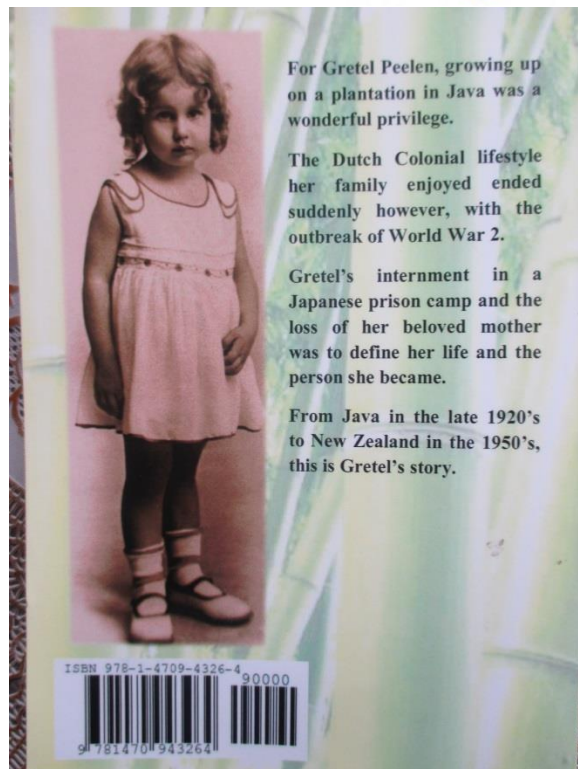 For Gretel Peelen, growing up
on a plantation in Java was a
wonderful privilege.
The Dutch Colonial lifestyle
her family enjoyed ended
suddenly however, with the
outbreak of World War 2.
Gretel's internment in a
Japanese prison camp and the
loss of her beloved mother
was to define her life and the
person she became.
From Java in the late 1920's
to New Zealand in the 1950's,
this is Gretel's story.
ISBN 978-1-4709-4326-4
90000
9 781470 943264